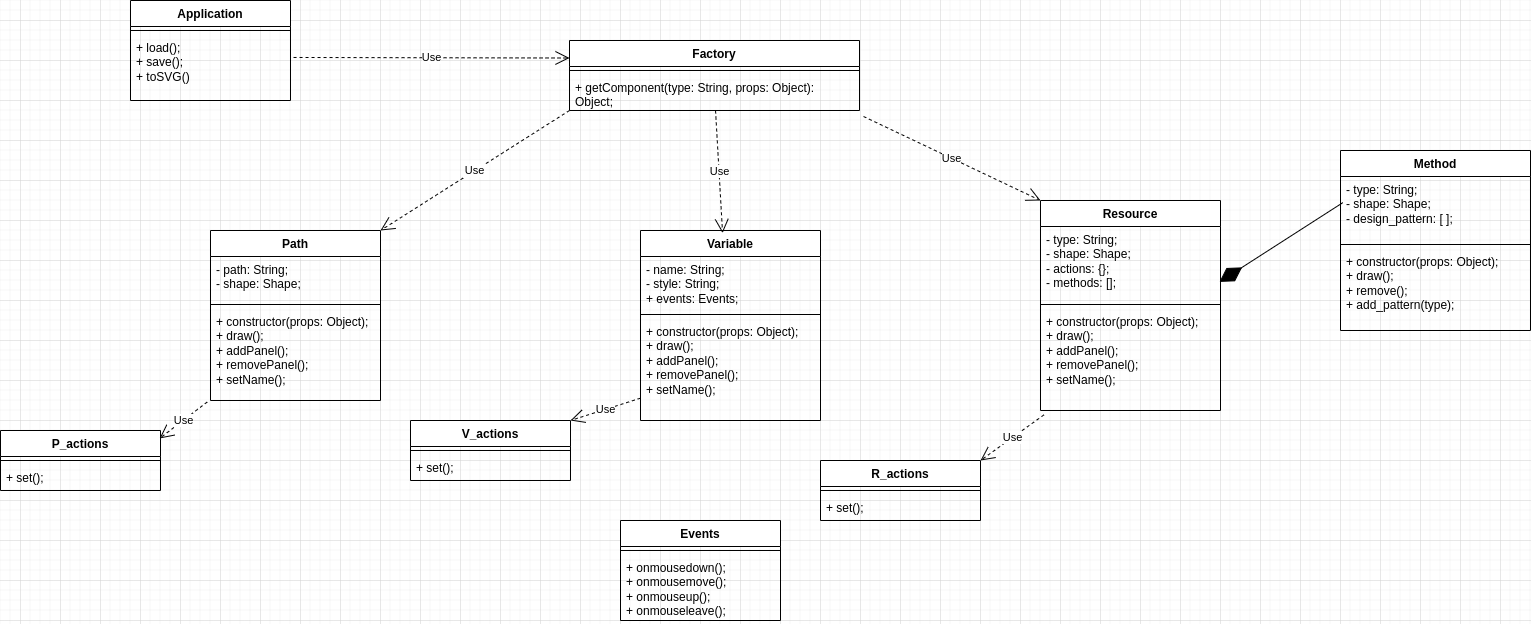 Application
+ load();
+ save();
+ toSVG()
Use
Factory
+ getComponent(type: String, props: Object):
Object;
Use
Use
Use
Path
- path: String;
- shape: Shape;
+ constructor(props: Object);
+ draw();
+ addPanel();
+ removePanel();
+ setName();
Variable
- name: String;
- style: String;
+ events: Events;
+ constructor(props: Object);
+ draw();
+ addPanel();
+ removePanel();
+ setName();
Resource
- type: String;
- shape: Shape;
- actions: {};
- methods: [];
+ constructor(props: Object);
+ draw();
+ addPanel();
+ removePanel();
+ setName();
Method
- type: String;
- shape: Shape;
- design_pattern: [ ];
+ constructor(props: Object);
+ draw();
+ remove();
+ add_pattern(type);
Use
P_actions
+ set();
Use
V_actions
+ set();
Use
R_actions
+ set();
Events
+ onmousedown();
+ onmousemove();
+ onmouseup();
+ onmouseleave();